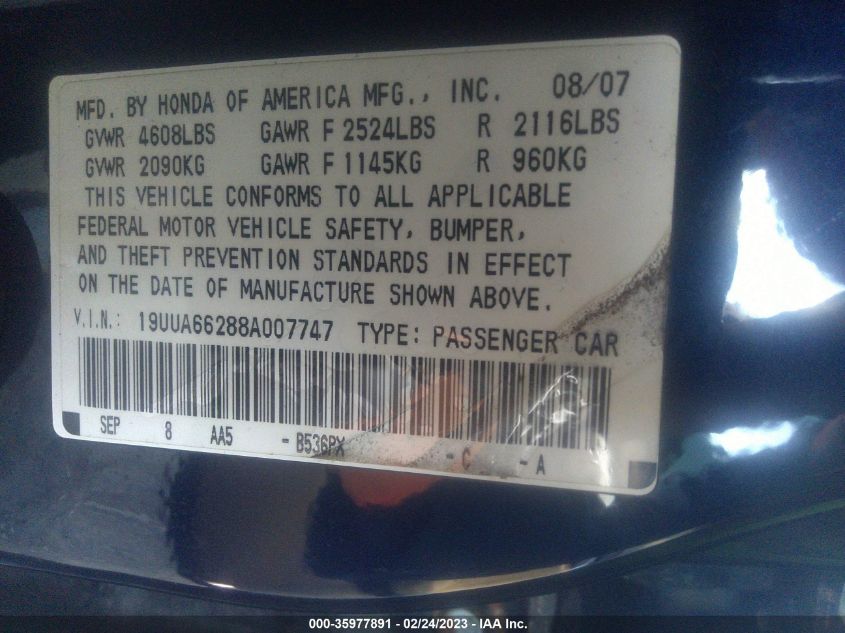 MFD. BY HONDA OF AMERICA MFG., INC. 08/07
GVWR 4608LBS GAWR F 2524LBS R 2116LBS
GVWR 2090KG GAWR F 1145KG R 960KG
THIS VEHICLE CONFORMS TO ALL APPLICABLE
FEDERAL MOTOR VEHICLE SAFETY, BUMPER,
AND THEFT PREVENTION STANDARDS IN EFFECT
ON THE DATE OF MANUFACTURE SHOWN ABOVE.
V.I.N.: 19UUA66288A007747 TYPE: PASSENGER CAR
SEP 8 AA5 -B536PX -C -A
000-35977891 - 02/24/2023 - IAA Inc.